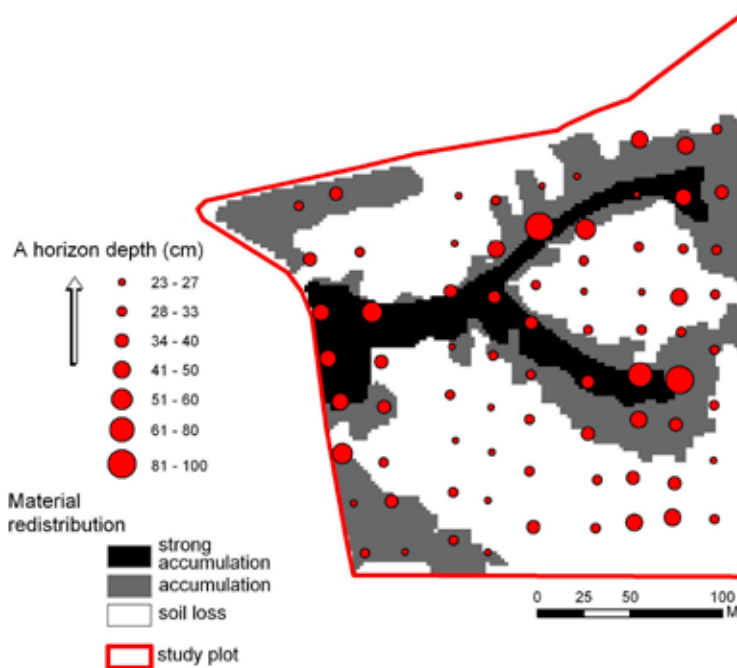 A horizon depth (cm)
23 - 27
28 - 33
34 - 40
41 - 50
51 - 60
61 - 80
81 - 100
Material
redistribution
strong
accumulation
accumulation
soil loss
study plot
0 25 50 100
M